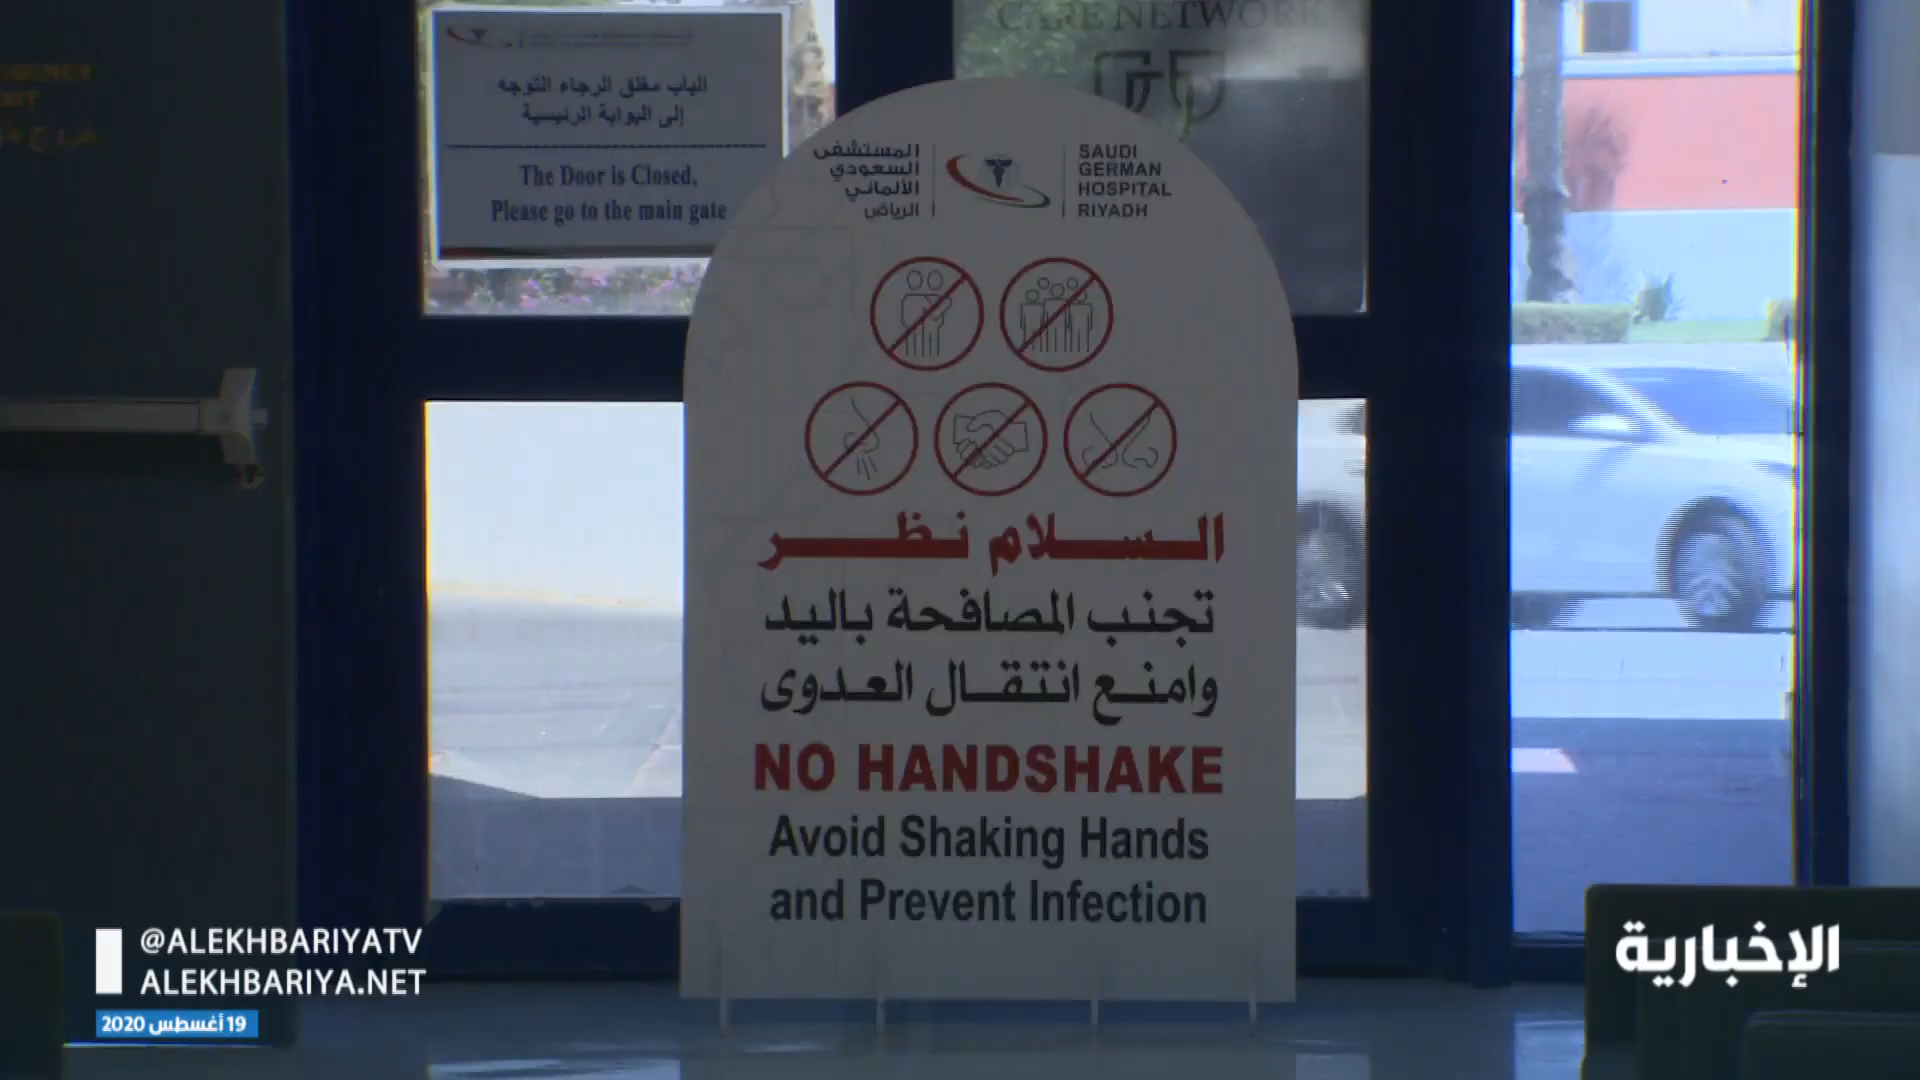 الباب مغلق الرجاء التوجه
إلى البوابة الرئيسية
The Door is Closed,
Please go to the main gate
CARE NETWORK
المستشفى
السعودي
الألماني
الرياض
SAUDI
GERMAN
HOSPITAL
RIYADH
السلام نظر
تجنب المصافحة باليد
وامنع انتقال العدوى
NO HANDSHAKE
Avoid Shaking Hands
and Prevent Infection
@ALEKHBARIYATV
ALEKHBARIYA.NET
19 أغسطس 2020
الإخبارية